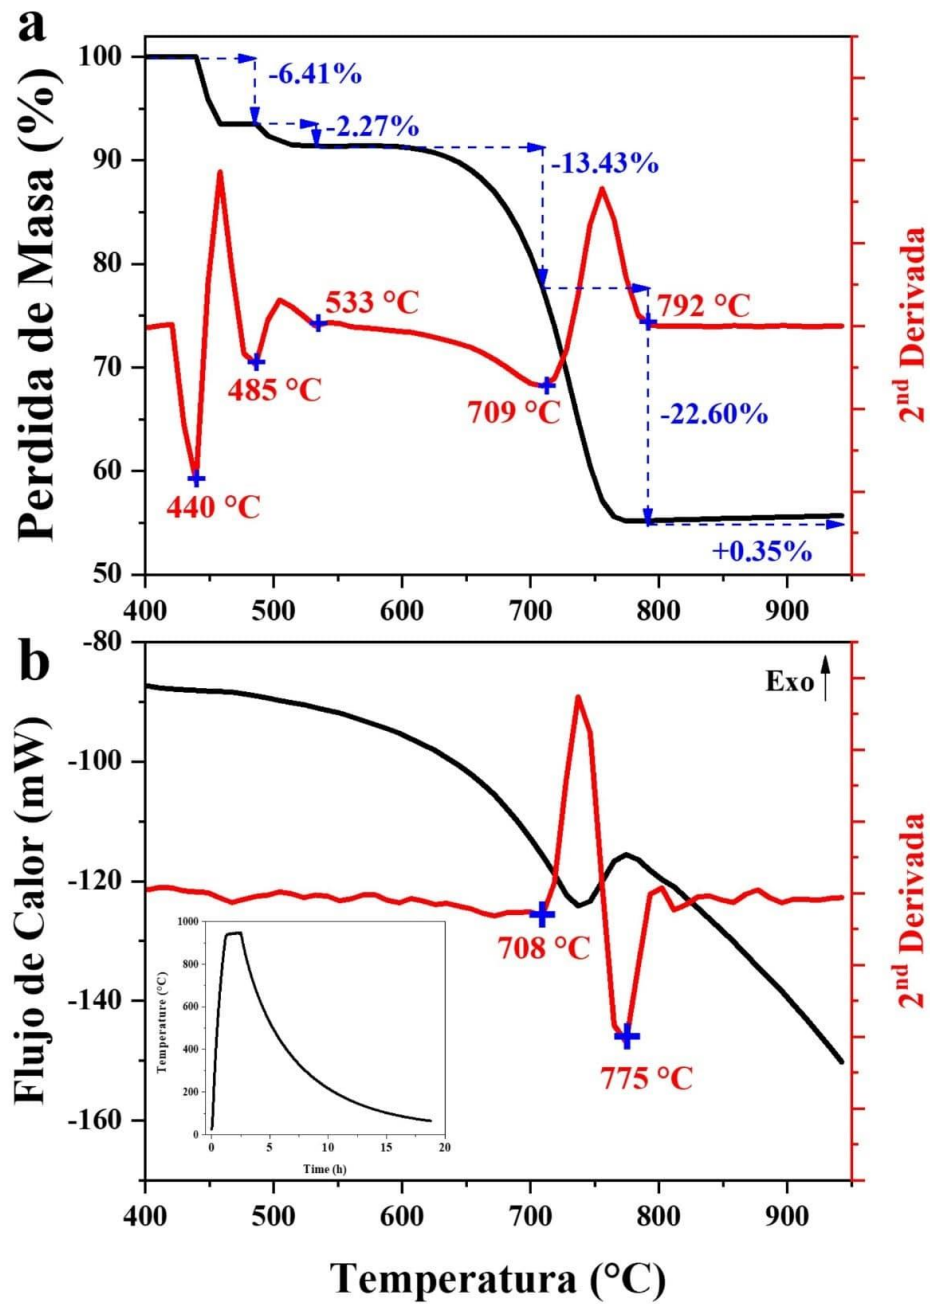 a
Perdida de Masa (%)
100
90
80
70
60
50
-6.41%
-2.27%
-13.43%
-22.60%
+0.35%
440 °C
485 °C
533 °C
709 °C
792 °C
2nd Derivada
400 500 600 700 800 900
b
Flujo de Calor (mW)
-80
-100
-120
-140
-160
Exo
708 °C
775 °C
2nd Derivada
Temperature (°C)
1000
800
600
400
200
0
0 5 10 15 20
Time (h)
400 500 600 700 800 900
Temperatura (°C)